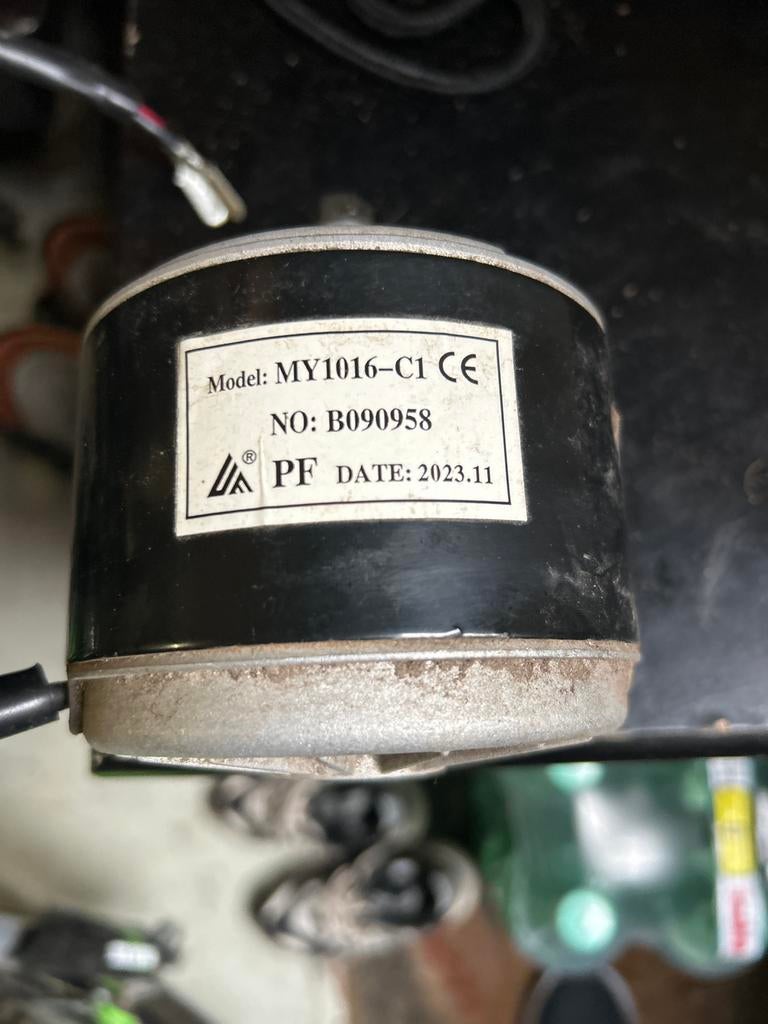 Model: MY1016-C1 CE
NO: B090958
® PF DATE: 2023.11